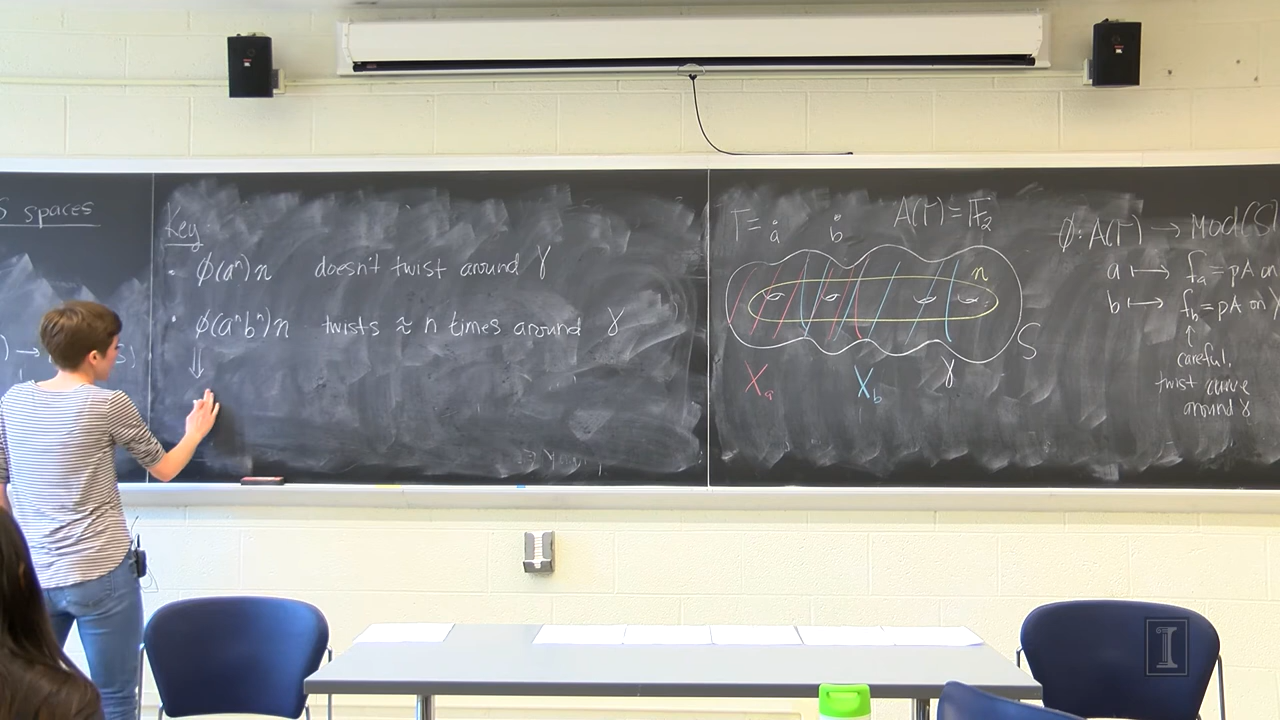 S spaces
Key:
• φ(aⁿ)η doesn't twist around γ
• φ(aⁿbⁿ)η twists ≈ n times around γ
⇓
Γ = a b A(Γ) = 𝔽₂
η
S
X_a X_b γ
φ: A(Γ) → Mod(S
a ↦ f_a = pA on
b ↦ f_b = pA on
↑
careful,
twist curve
around γ
I